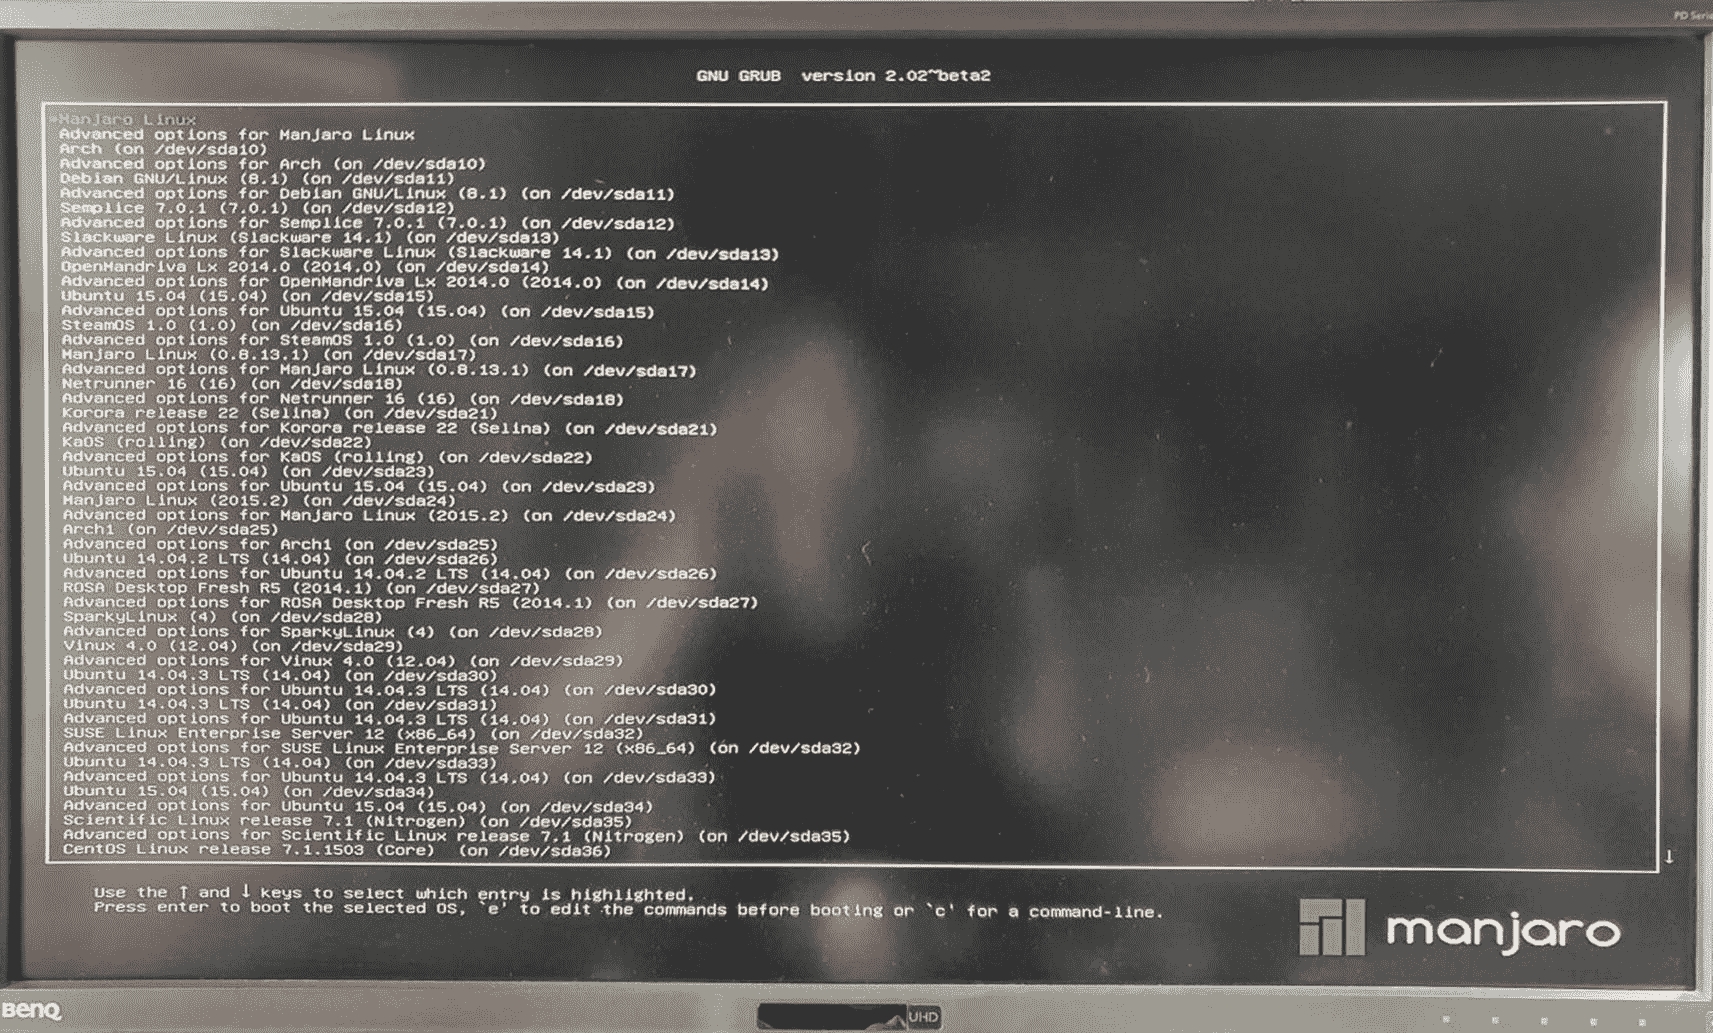 PD Serie
GNU GRUB  version 2.02~beta2
*Manjaro Linux
Advanced options for Manjaro Linux
Arch (on /dev/sda10)
Advanced options for Arch (on /dev/sda10)
Debian GNU/Linux (8.1) (on /dev/sda11)
Advanced options for Debian GNU/Linux (8.1) (on /dev/sda11)
Semplice 7.0.1 (7.0.1) (on /dev/sda12)
Advanced options for Semplice 7.0.1 (7.0.1) (on /dev/sda12)
Slackware Linux (Slackware 14.1) (on /dev/sda13)
Advanced options for Slackware Linux (Slackware 14.1) (on /dev/sda13)
OpenMandriva Lx 2014.0 (2014.0) (on /dev/sda14)
Advanced options for OpenMandriva Lx 2014.0 (2014.0) (on /dev/sda14)
Ubuntu 15.04 (15.04) (on /dev/sda15)
Advanced options for Ubuntu 15.04 (15.04) (on /dev/sda15)
SteamOS 1.0 (1.0) (on /dev/sda16)
Advanced options for SteamOS 1.0 (1.0) (on /dev/sda16)
Manjaro Linux (0.8.13.1) (on /dev/sda17)
Advanced options for Manjaro Linux (0.8.13.1) (on /dev/sda17)
Netrunner 16 (16) (on /dev/sda18)
Advanced options for Netrunner 16 (16) (on /dev/sda18)
Korora release 22 (Selina) (on /dev/sda21)
Advanced options for Korora release 22 (Selina) (on /dev/sda21)
KaOS (rolling) (on /dev/sda22)
Advanced options for KaOS (rolling) (on /dev/sda22)
Ubuntu 15.04 (15.04) (on /dev/sda23)
Advanced options for Ubuntu 15.04 (15.04) (on /dev/sda23)
Manjaro Linux (2015.2) (on /dev/sda24)
Advanced options for Manjaro Linux (2015.2) (on /dev/sda24)
Arch1 (on /dev/sda25)
Advanced options for Arch1 (on /dev/sda25)
Ubuntu 14.04.2 LTS (14.04) (on /dev/sda26)
Advanced options for Ubuntu 14.04.2 LTS (14.04) (on /dev/sda26)
ROSA Desktop Fresh R5 (2014.1) (on /dev/sda27)
Advanced options for ROSA Desktop Fresh R5 (2014.1) (on /dev/sda27)
SparkyLinux (4) (on /dev/sda28)
Advanced options for SparkyLinux (4) (on /dev/sda28)
Vinux 4.0 (12.04) (on /dev/sda29)
Advanced options for Vinux 4.0 (12.04) (on /dev/sda29)
Ubuntu 14.04.3 LTS (14.04) (on /dev/sda30)
Advanced options for Ubuntu 14.04.3 LTS (14.04) (on /dev/sda30)
Ubuntu 14.04.3 LTS (14.04) (on /dev/sda31)
Advanced options for Ubuntu 14.04.3 LTS (14.04) (on /dev/sda31)
SUSE Linux Enterprise Server 12 (x86_64) (on /dev/sda32)
Advanced options for SUSE Linux Enterprise Server 12 (x86_64) (on /dev/sda32)
Ubuntu 14.04.3 LTS (14.04) (on /dev/sda33)
Advanced options for Ubuntu 14.04.3 LTS (14.04) (on /dev/sda33)
Ubuntu 15.04 (15.04) (on /dev/sda34)
Advanced options for Ubuntu 15.04 (15.04) (on /dev/sda34)
Scientific Linux release 7.1 (Nitrogen) (on /dev/sda35)
Advanced options for Scientific Linux release 7.1 (Nitrogen) (on /dev/sda35)
CentOS Linux release 7.1.1503 (Core)  (on /dev/sda36)
↓
Use the ↑ and ↓ keys to select which entry is highlighted.
Press enter to boot the selected OS, `e' to edit the commands before booting or `c' for a command-line.
manjaro
BenQ
UHD